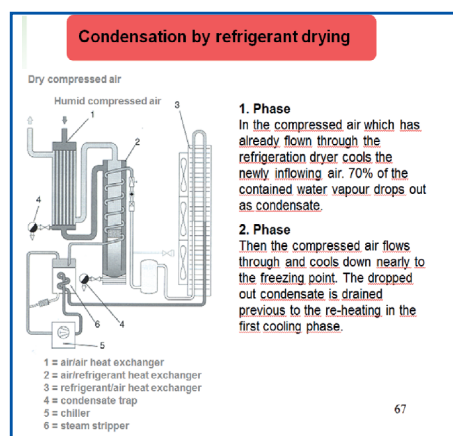 Condensation by refrigerant drying
Dry compressed air
Humid compressed air
1
2
3
4
4
6
5
1 = air/air heat exchanger
2 = air/refrigerant heat exchanger
3 = refrigerant/air heat exchanger
4 = condensate trap
5 = chiller
6 = steam stripper
1. Phase
In the compressed air which has
already flown through the
refrigeration dryer cools the
newly inflowing air. 70% of the
contained water vapour drops out
as condensate.
2. Phase
Then the compressed air flows
through and cools down nearly to
the freezing point. The dropped
out condensate is drained
previous to the re-heating in the
first cooling phase.
67